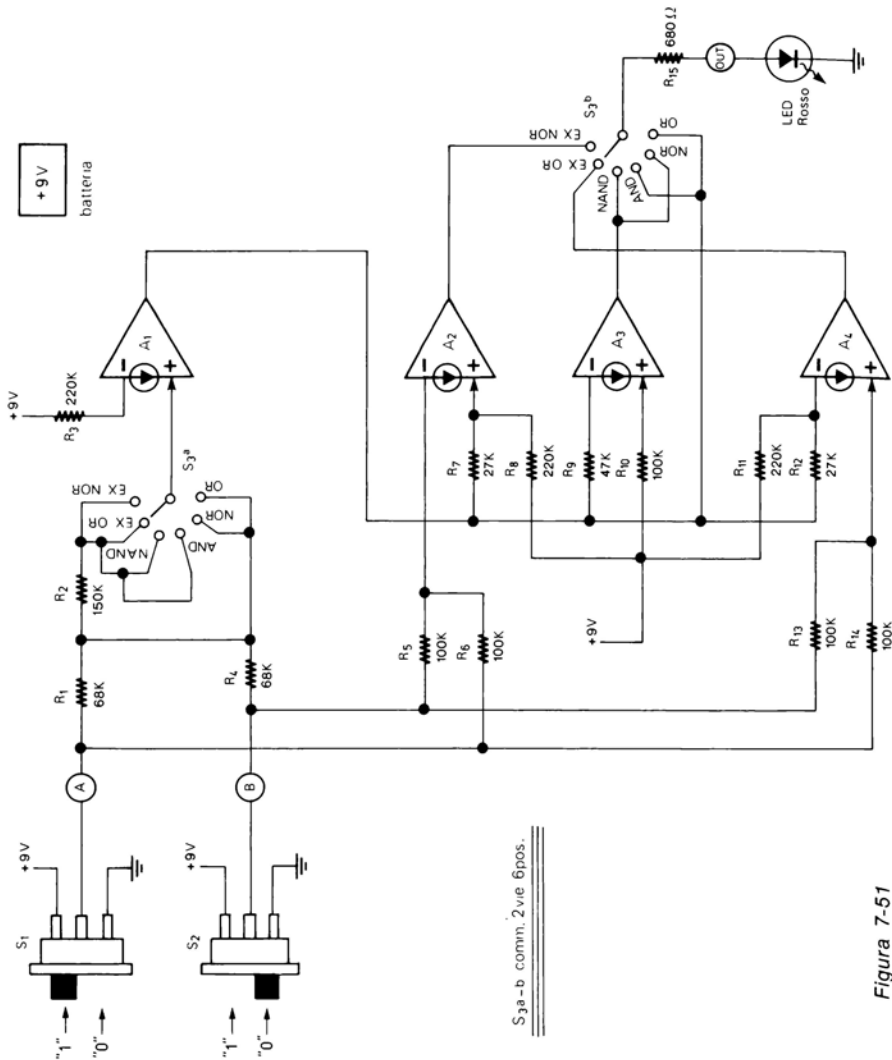 +9V
batteria
+9V
R3
220K
A1
S3a
EX NOR
EX OR
NAND
AND
NOR
OR
R2
150K
R1
68K
R4
68K
S1
+9V
A
"1"
"0"
S2
+9V
B
"1"
"0"
R5
100K
R6
100K
R7
27K
R8
220K
R9
47K
R10
100K
R11
220K
R12
27K
R13
100K
R14
100K
+9V
A2
A3
A4
S3b
EX NOR
EX OR
NAND
AND
NOR
OR
R15
680 Ω
OUT
LED
Rosso
S3a-b comm. 2vie 6pos.
Figura 7-51